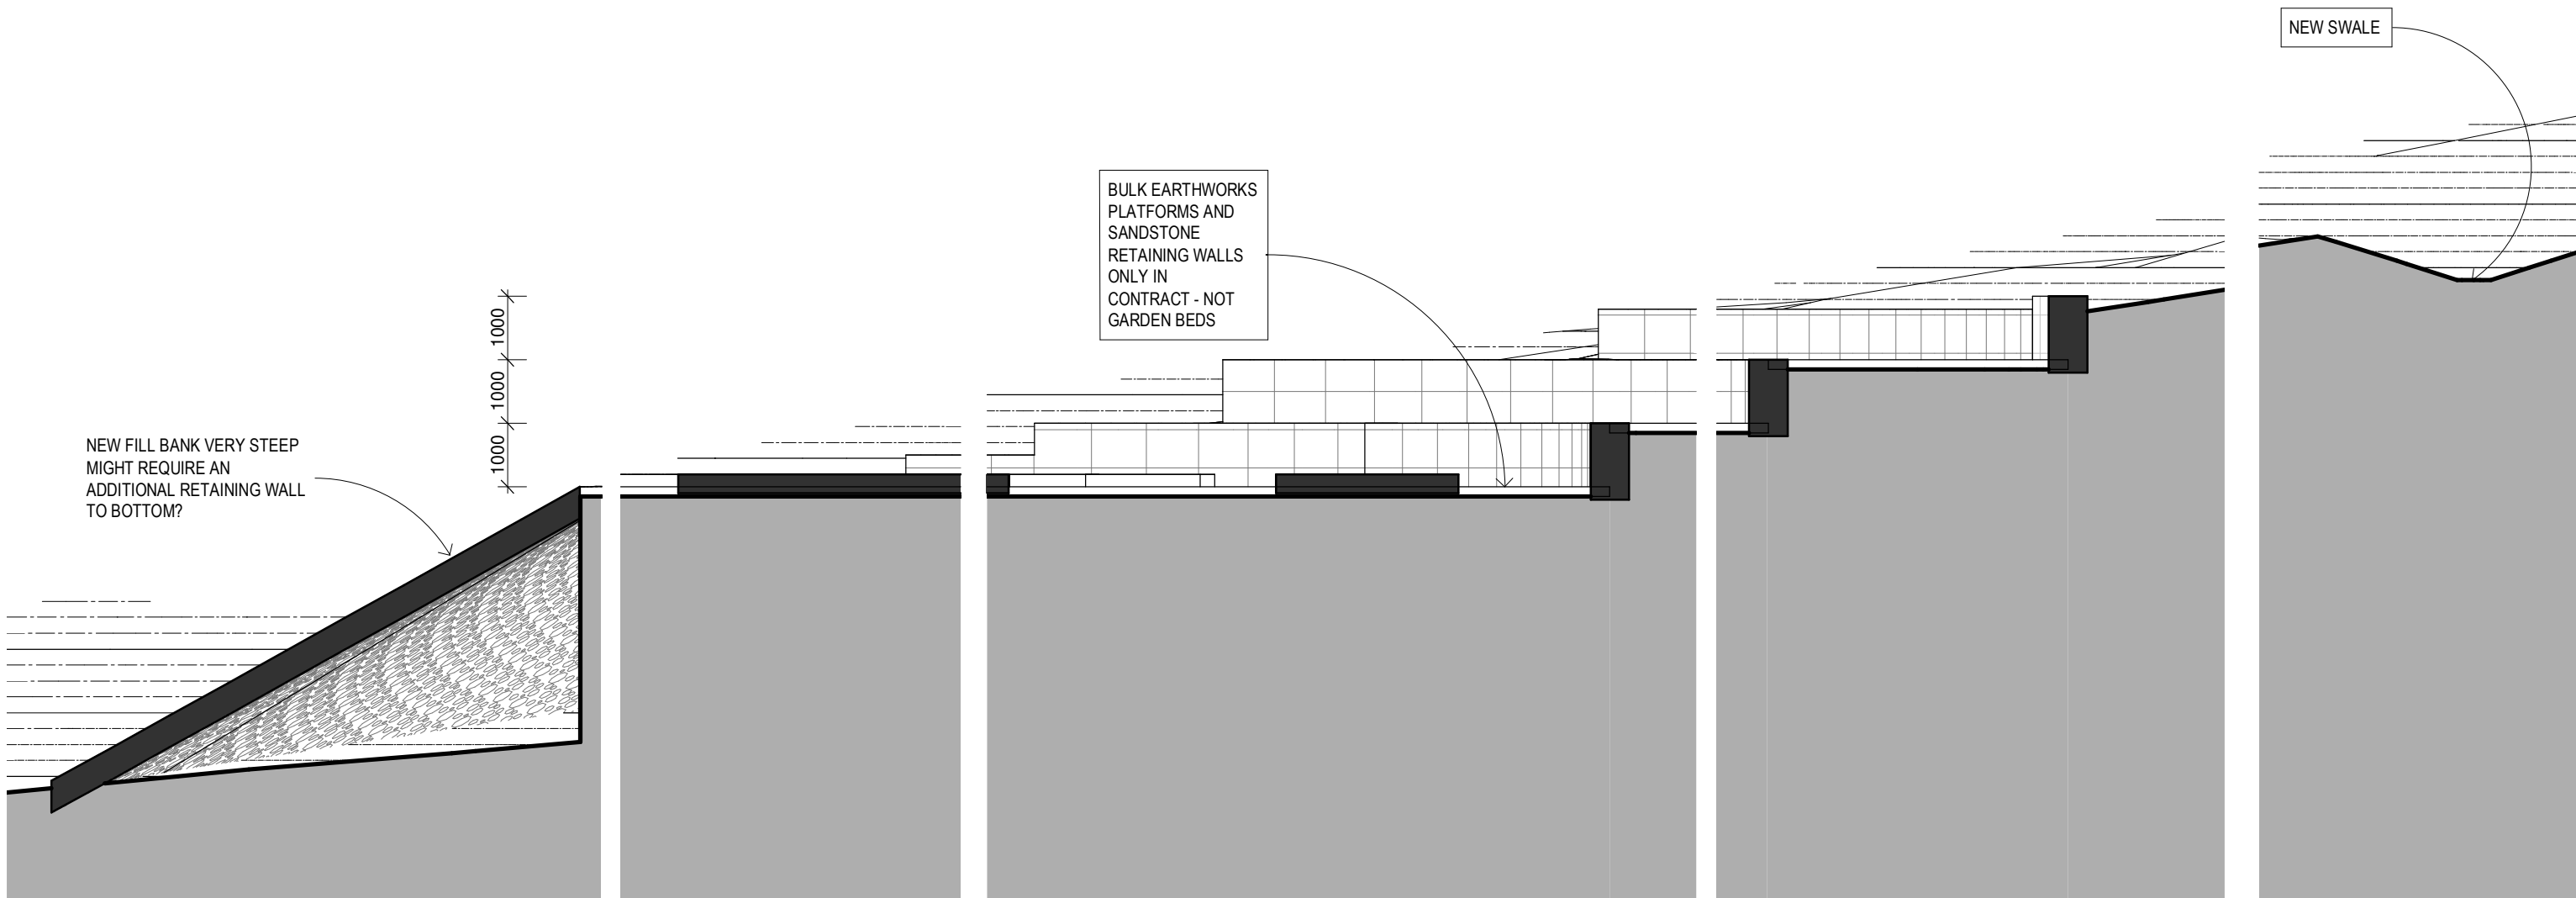 NEW SWALE
BULK EARTHWORKS
PLATFORMS AND
SANDSTONE
RETAINING WALLS
ONLY IN
CONTRACT - NOT
GARDEN BEDS
1000
1000
1000
NEW FILL BANK VERY STEEP
MIGHT REQUIRE AN
ADDITIONAL RETAINING WALL
TO BOTTOM?